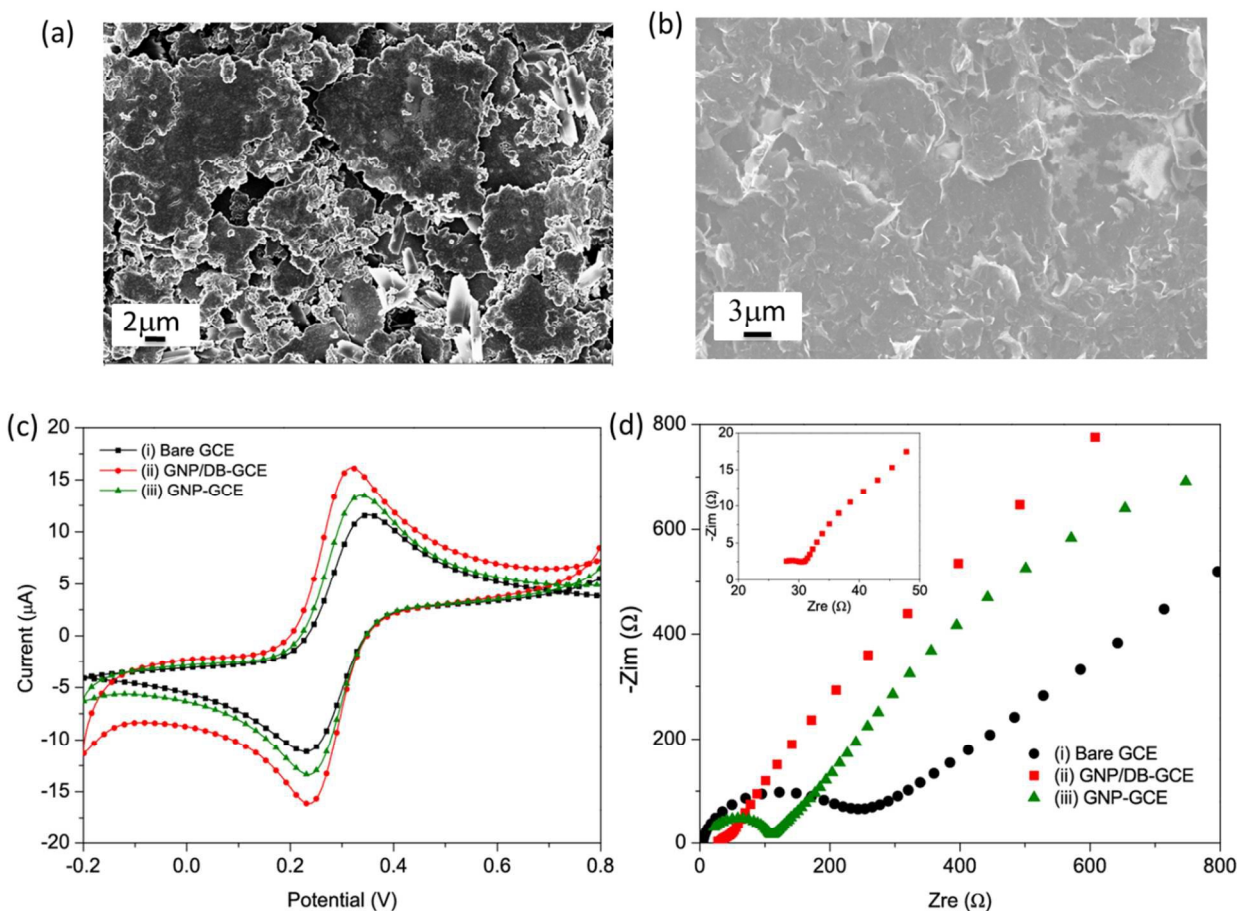 (a)
2μm
(b)
3μm
(c)
20
15
10
5
0
-5
-10
-15
-20
Current (μA)
(i) Bare GCE
(ii) GNP/DB-GCE
(iii) GNP-GCE
-0.2 0.0 0.2 0.4 0.6 0.8
Potential (V)
(d)
800
600
400
200
0
-Zim (Ω)
20
15
10
5
0
-Zim (Ω)
20 30 40 50
Zre (Ω)
(i) Bare GCE
(ii) GNP/DB-GCE
(iii) GNP-GCE
0 200 400 600 800
Zre (Ω)